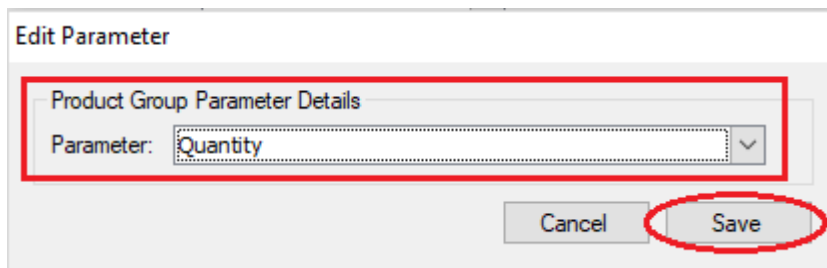 Edit Parameter
Product Group Parameter Details
Parameter: Quantity
Cancel Save